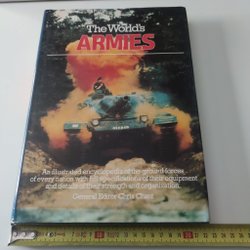 The World's
ARMIES
An illustrated encyclopedia of the ground forces
of every nation with full specifications of their equipment
and details of their strength and organisation.
General Editor Chris Chant